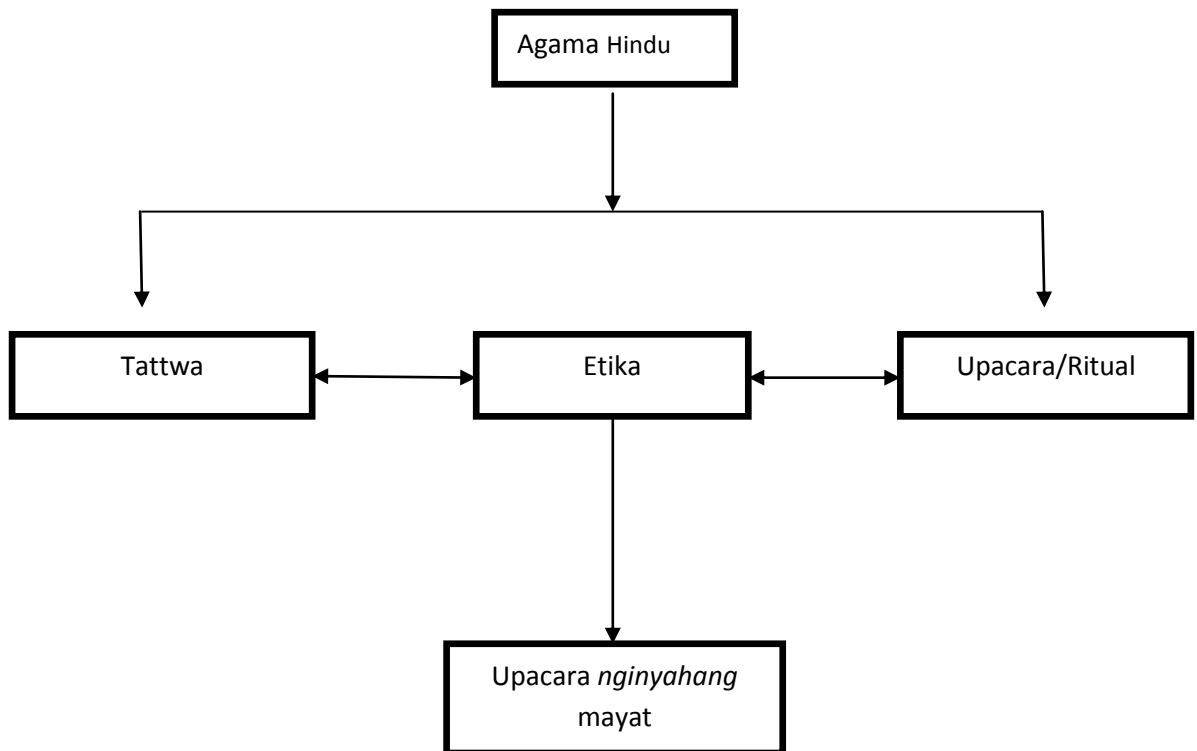 Agama Hindu
Tattwa
Etika
Upacara/Ritual
Upacara nginyahang
mayat